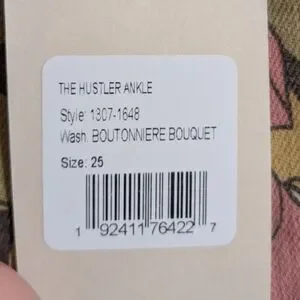 THE HUSTLER ANKLE
Style: 1307-1648
Wash: BOUTONNIERE BOUQUET
Size: 25
1 92411 76422 7